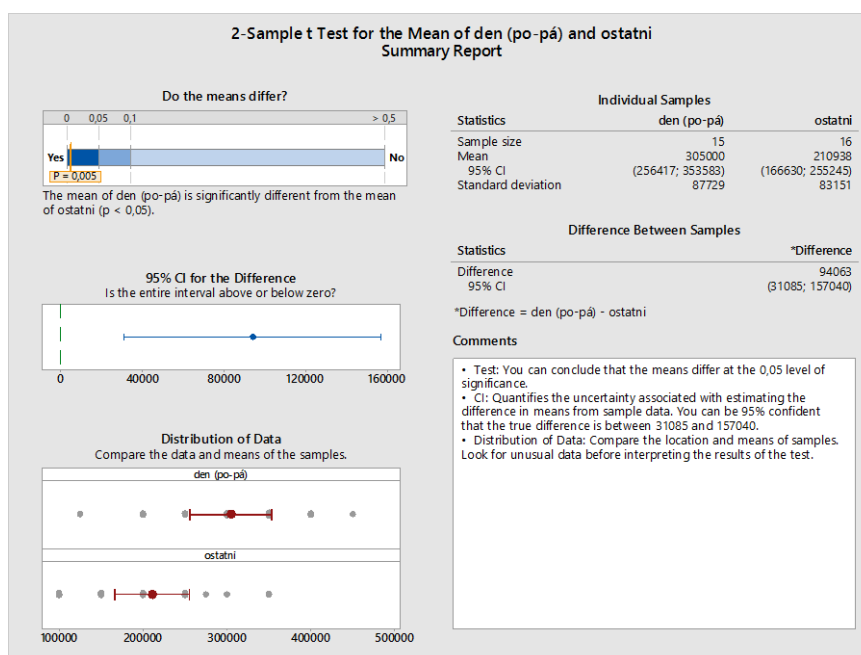 2-Sample t Test for the Mean of den (po-pá) and ostatni
Summary Report
Do the means differ?
0 0,05 0,1 > 0,5
Yes No
P = 0,005
The mean of den (po-pá) is significantly different from the mean
of ostatni (p < 0,05).
95% CI for the Difference
Is the entire interval above or below zero?
0 40000 80000 120000 160000
Distribution of Data
Compare the data and means of the samples.
den (po-pá)
ostatni
100000 200000 300000 400000 500000
Individual Samples
Statistics den (po-pá) ostatni
Sample size 15 16
Mean 305000 210938
95% CI (256417; 353583) (166630; 255245)
Standard deviation 87729 83151
Difference Between Samples
Statistics *Difference
Difference 94063
95% CI (31085; 157040)
*Difference = den (po-pá) - ostatni
Comments
• Test: You can conclude that the means differ at the 0,05 level of
significance.
• CI: Quantifies the uncertainty associated with estimating the
difference in means from sample data. You can be 95% confident
that the true difference is between 31085 and 157040.
• Distribution of Data: Compare the location and means of samples.
Look for unusual data before interpreting the results of the test.